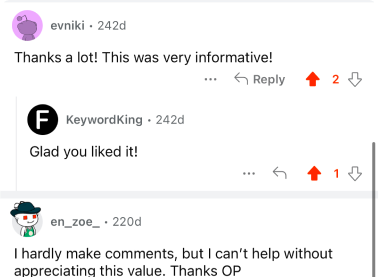 evniki · 242d
Thanks a lot! This was very informative!
... Reply 2
F
KeywordKing · 242d
Glad you liked it!
... 1
en_zoe_ · 220d
I hardly make comments, but I can't help without
appreciating this value. Thanks OP